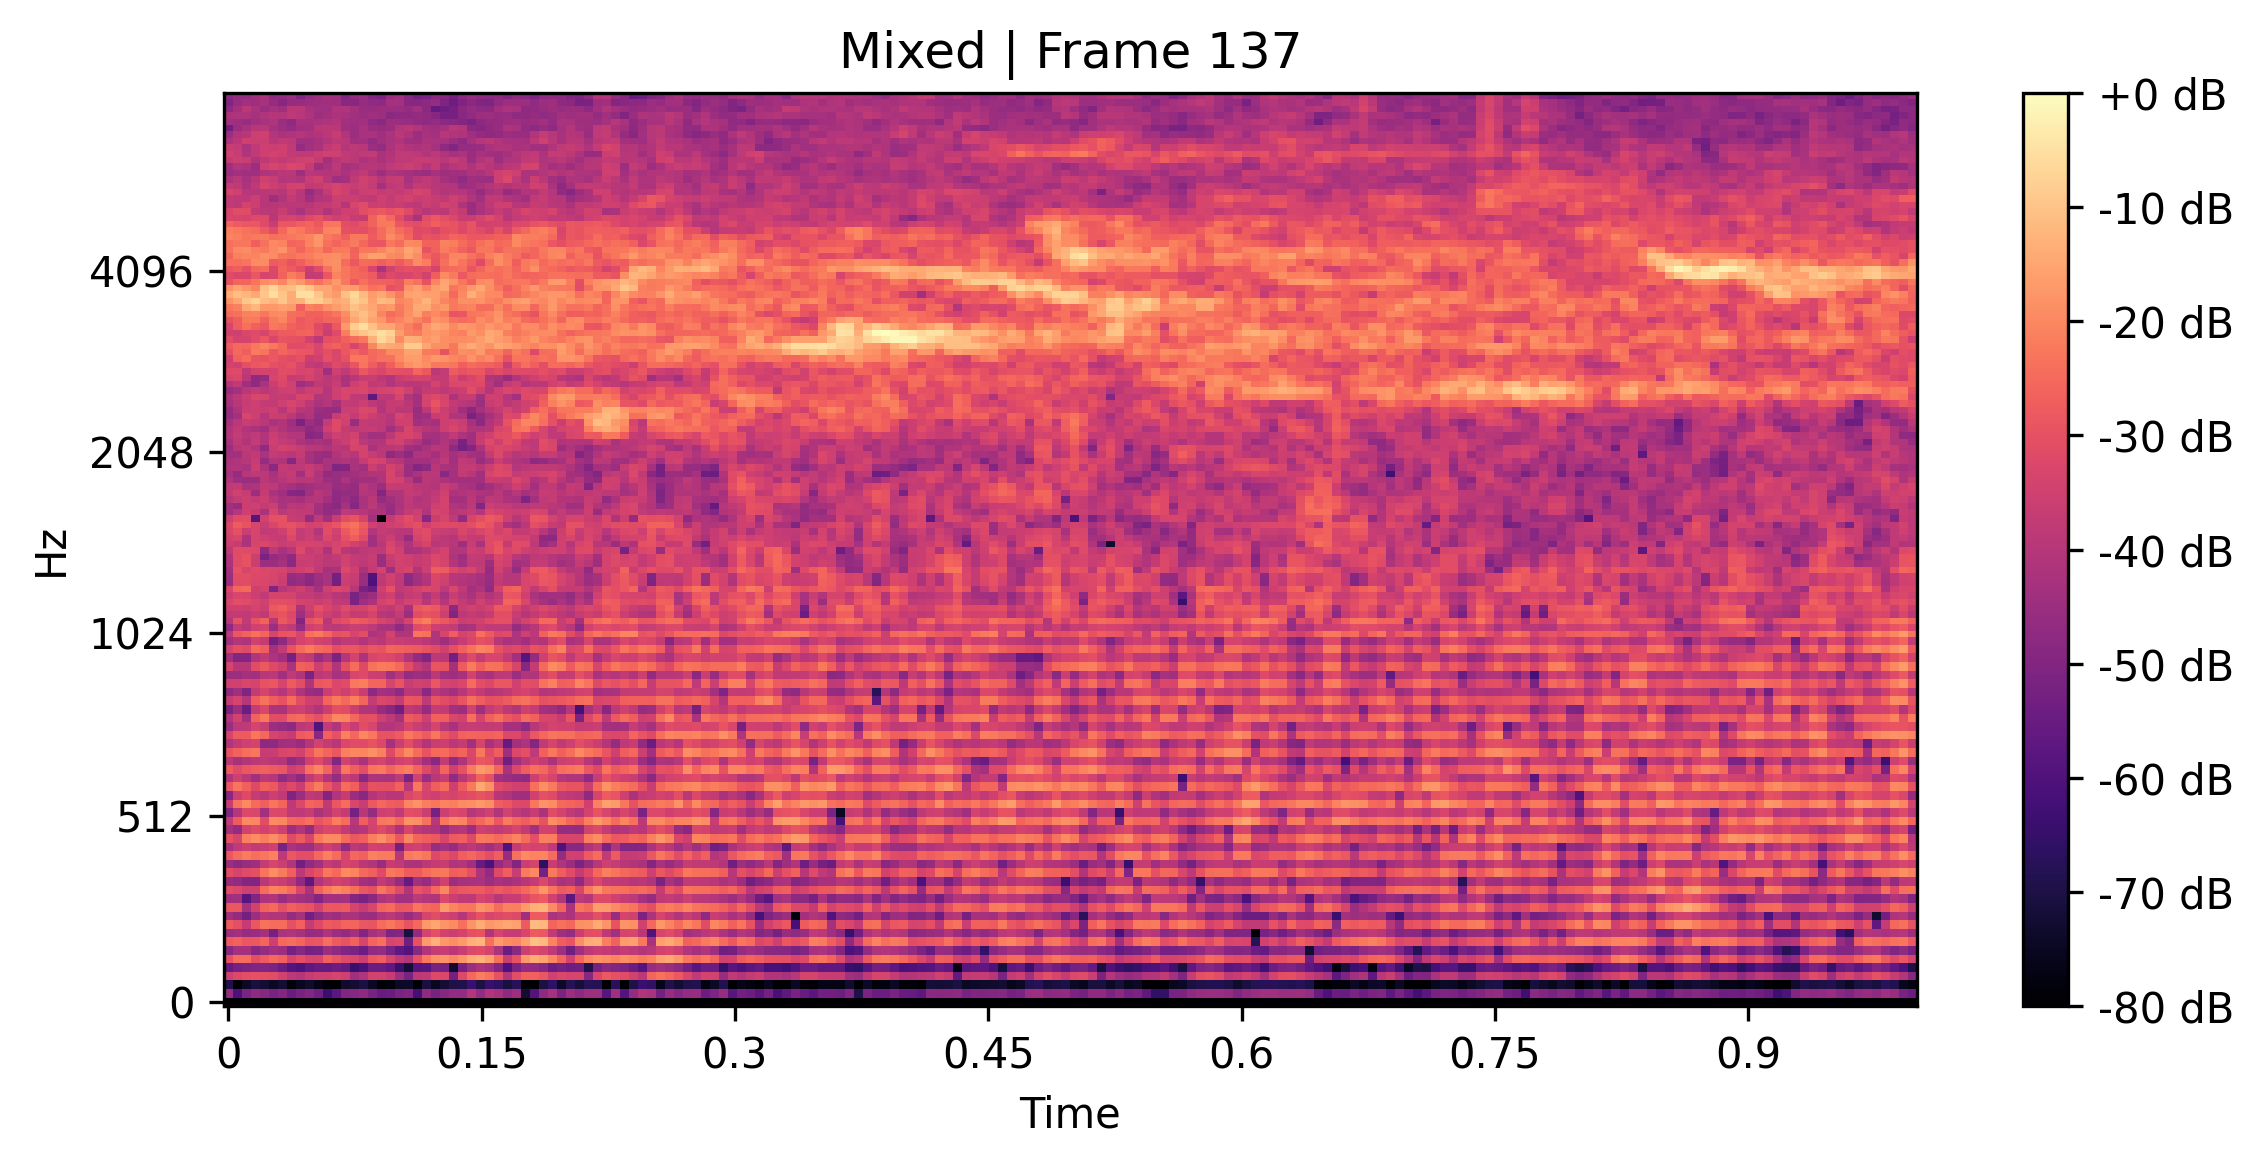 Mixed | Frame 137
+0 dB
-10 dB
-20 dB
-30 dB
-40 dB
-50 dB
-60 dB
-70 dB
-80 dB
4096
2048
1024
512
0
Hz
0 0.15 0.3 0.45 0.6 0.75 0.9
Time